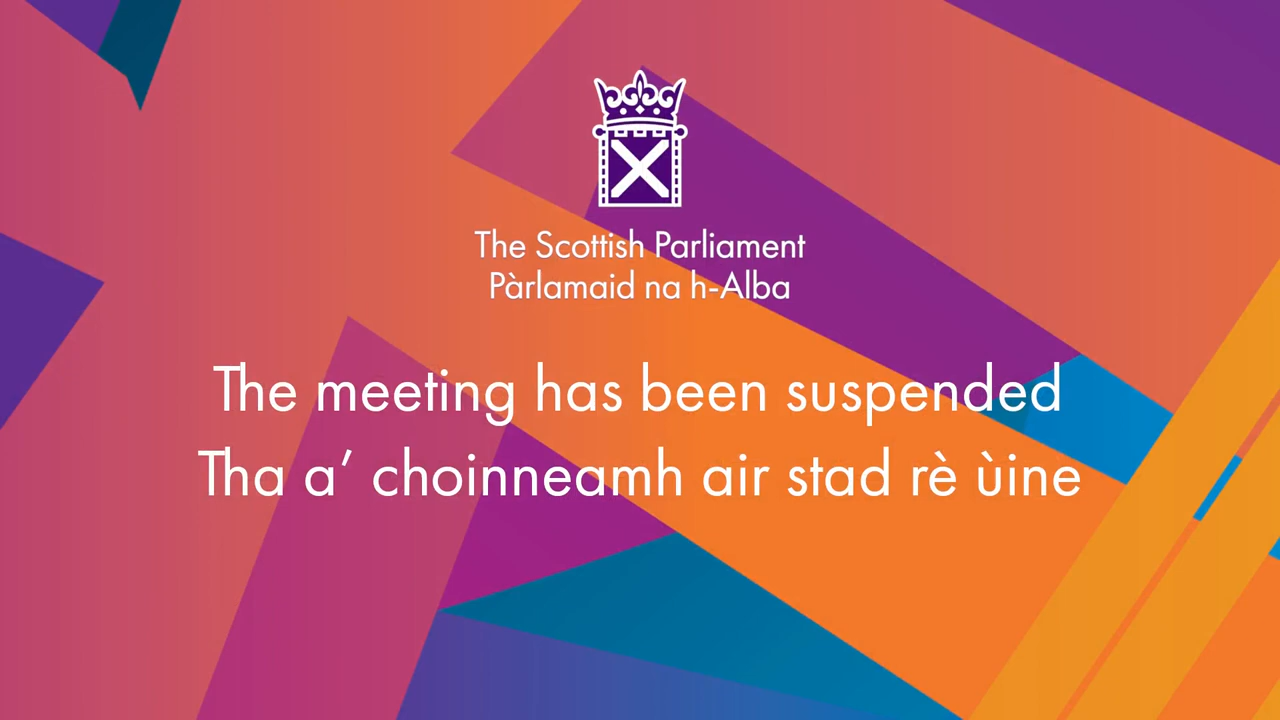 The Scottish Parliament
Pàrlamaid na h-Alba
The meeting has been suspended
Tha a’ choinneamh air stad rè ùine